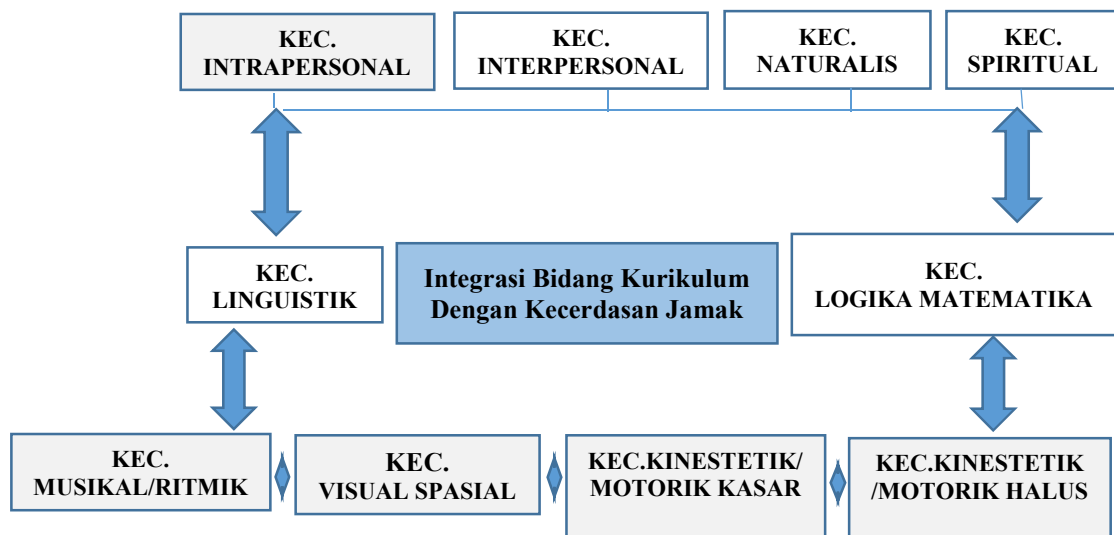 KEC.
INTRAPERSONAL
KEC.
INTERPERSONAL
KEC.
NATURALIS
KEC.
SPIRITUAL
KEC.
LINGUISTIK
Integrasi Bidang Kurikulum
Dengan Kecerdasan Jamak
KEC.
LOGIKA MATEMATIKA
KEC.
MUSIKAL/RITMIK
KEC.
VISUAL SPASIAL
KEC.KINESTETIK/
MOTORIK KASAR
KEC.KINESTETIK
/MOTORIK HALUS